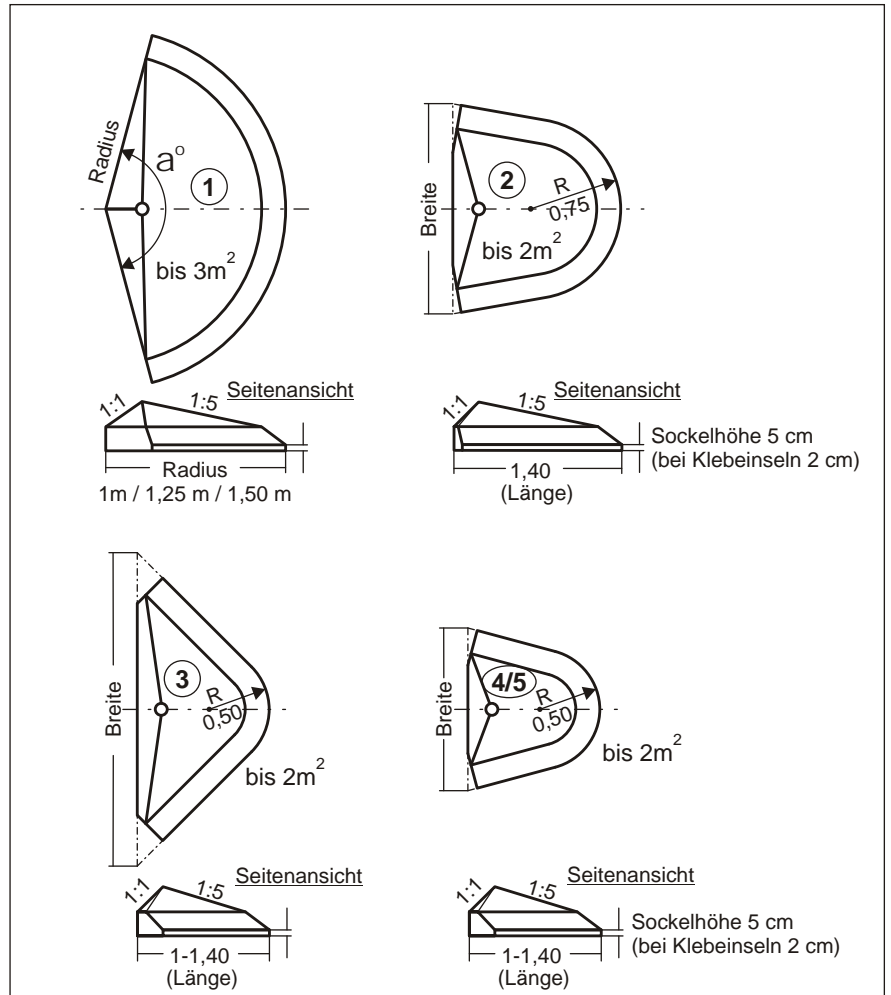 Radius
a°
1
bis 3m²
1:1
1:5
Seitenansicht
Radius
1m / 1,25 m / 1,50 m
Breite
2
R
0,75
bis 2m²
1:1
1:5
Seitenansicht
1,40
(Länge)
Sockelhöhe 5 cm
(bei Klebeinseln 2 cm)
Breite
3
R
0,50
bis 2m²
1:1
1:5
Seitenansicht
1-1,40
(Länge)
Breite
4/5
R
0,50
bis 2m²
1:1
1:5
Seitenansicht
1-1,40
(Länge)
Sockelhöhe 5 cm
(bei Klebeinseln 2 cm)